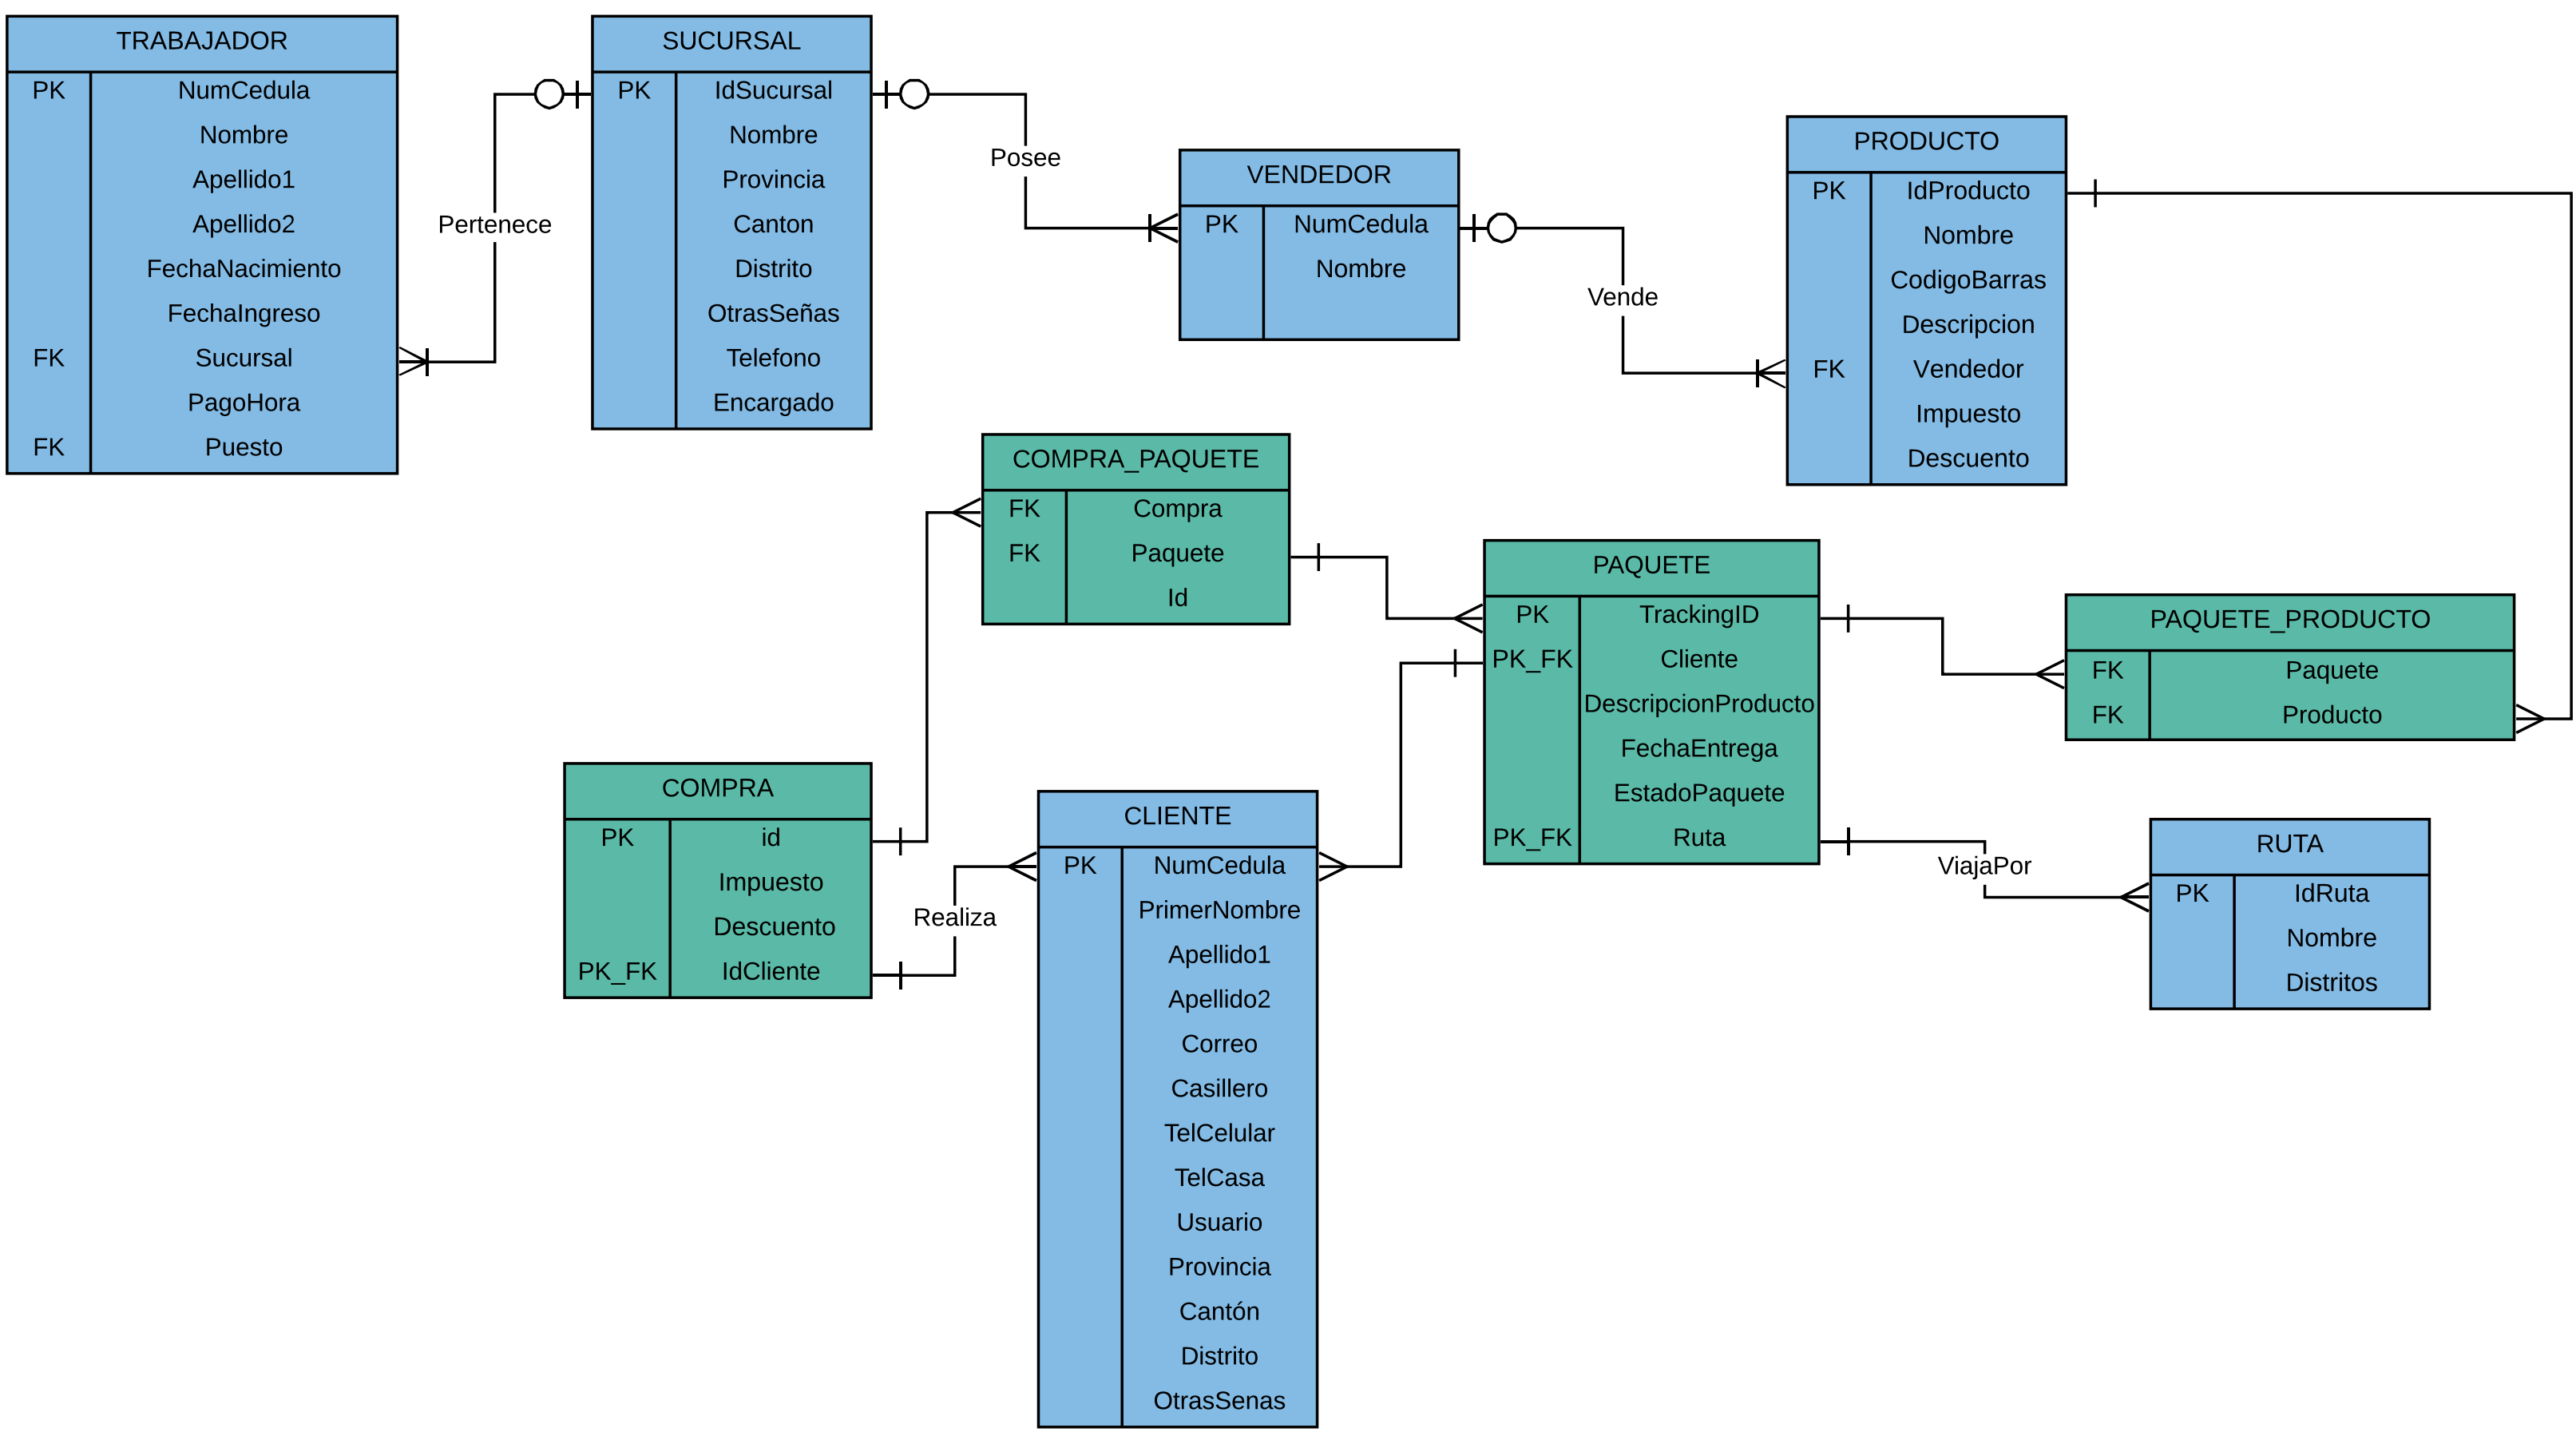 TRABAJADOR
PK NumCedula
Nombre
Apellido1
Apellido2
FechaNacimiento
FechaIngreso
FK Sucursal
PagoHora
FK Puesto
Pertenece
SUCURSAL
PK IdSucursal
Nombre
Provincia
Canton
Distrito
OtrasSeñas
Telefono
Encargado
Posee
VENDEDOR
PK NumCedula
Nombre
Vende
PRODUCTO
PK IdProducto
Nombre
CodigoBarras
Descripcion
FK Vendedor
Impuesto
Descuento
COMPRA_PAQUETE
FK Compra
FK Paquete
Id
PAQUETE
PK TrackingID
PK_FK Cliente
DescripcionProducto
FechaEntrega
EstadoPaquete
PK_FK Ruta
PAQUETE_PRODUCTO
FK Paquete
FK Producto
COMPRA
PK id
Impuesto
Descuento
PK_FK IdCliente
Realiza
CLIENTE
PK NumCedula
PrimerNombre
Apellido1
Apellido2
Correo
Casillero
TelCelular
TelCasa
Usuario
Provincia
Cantón
Distrito
OtrasSenas
ViajaPor
RUTA
PK IdRuta
Nombre
Distritos